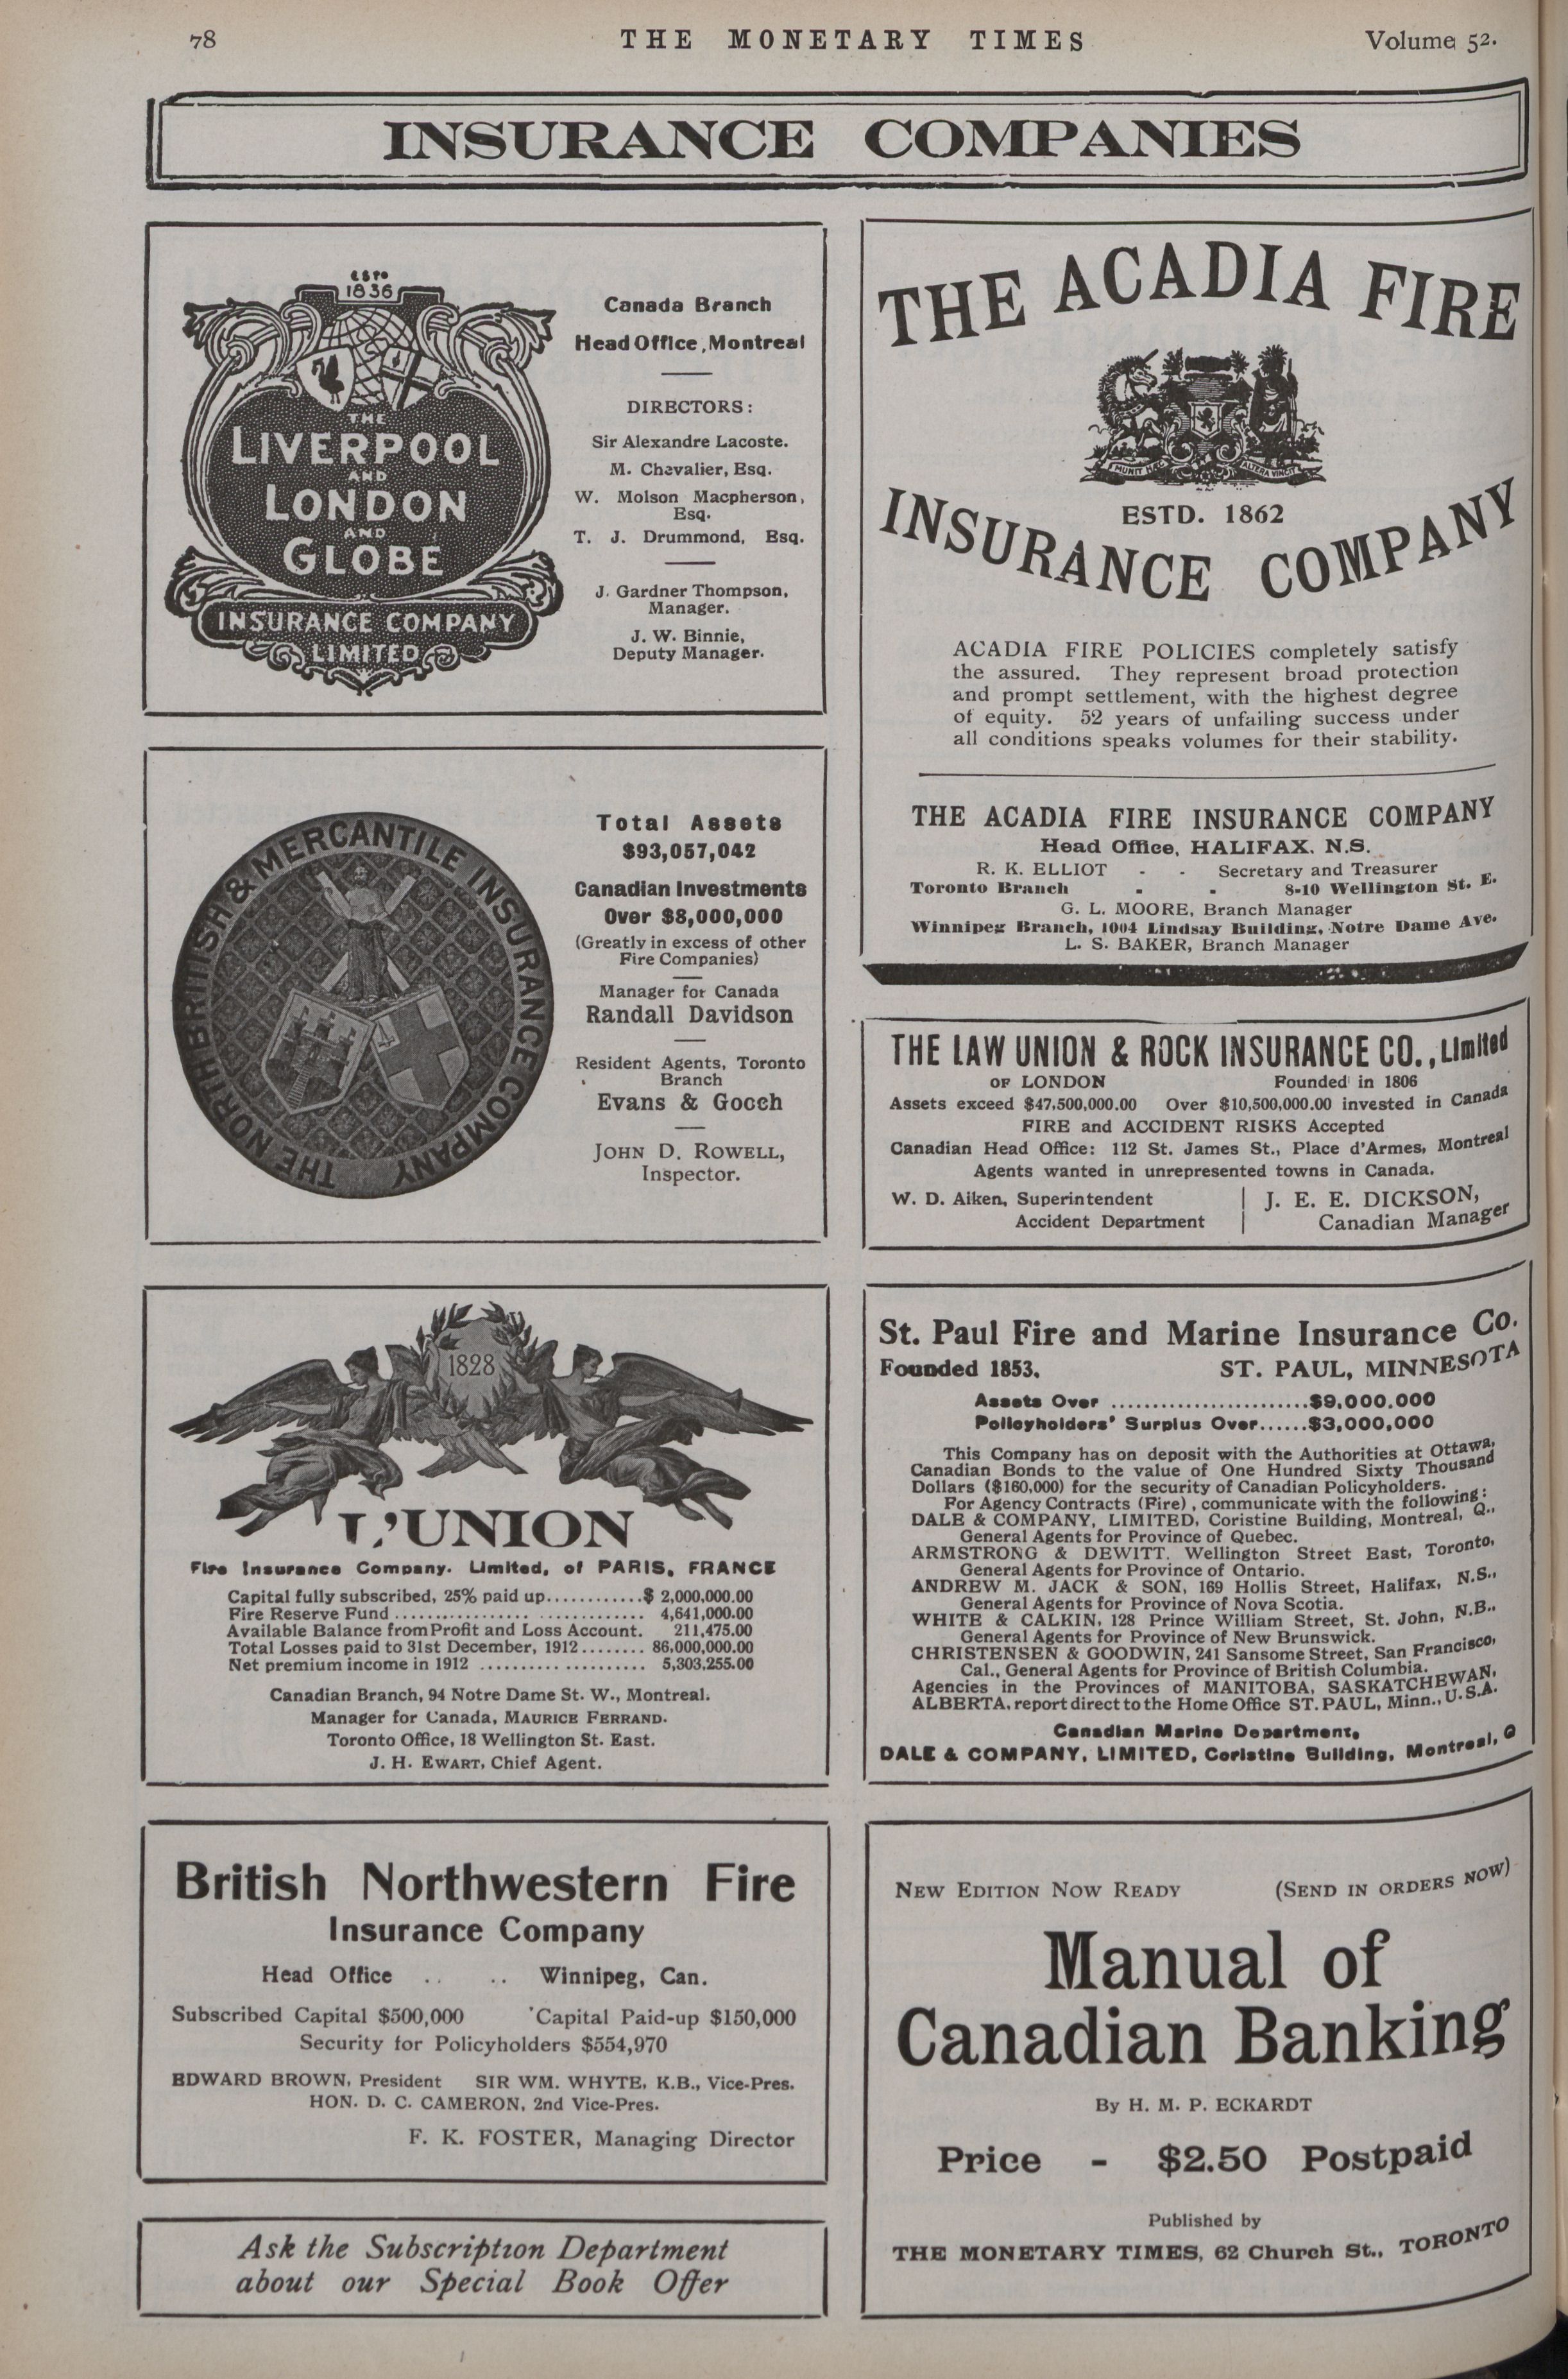 78
THE MONETARY TIMES
Volume 52.
INSURANCE COMPANIES
ESTD
1836
THE
LIVERPOOL
AND
LONDON
AND
GLOBE
INSURANCE COMPANY
LIMITED
Canada Branch
Head Office, Montreal
DIRECTORS:
Sir Alexandre Lacoste.
M. Chevalier, Esq.
W. Molson Macpherson,
Esq.
T. J. Drummond, Esq.
J. Gardner Thompson,
Manager.
J. W. Binnie,
Deputy Manager.
THE NORTH BRITISH & MERCANTILE INSURANCE COMPANY
Total Assets
$93,057,042
Canadian Investments
Over $8,000,000
(Greatly in excess of other
Fire Companies)
Manager for Canada
Randall Davidson
Resident Agents, Toronto
Branch
Evans & Gooch
JOHN D. ROWELL,
Inspector.
1828
L'UNION
Fire Insurance Company. Limited, of PARIS, FRANCE
Capital fully subscribed, 25% paid up............$ 2,000,000.00
Fire Reserve Fund ................. ............. 4,641,000.00
Available Balance from Profit and Loss Account. 211,475.00
Total Losses paid to 31st December, 1912........ 86,000,000.00
Net premium income in 1912 .......... .......... 5,303,255.00
Canadian Branch, 94 Notre Dame St. W., Montreal.
Manager for Canada, MAURICE FERRAND.
Toronto Office, 18 Wellington St. East.
J. H. EWART, Chief Agent.
British Northwestern Fire
Insurance Company
Head Office .. .. Winnipeg, Can.
Subscribed Capital $500,000 Capital Paid-up $150,000
Security for Policyholders $554,970
EDWARD BROWN, President SIR WM. WHYTE, K.B., Vice-Pres.
HON. D. C. CAMERON, 2nd Vice-Pres.
F. K. FOSTER, Managing Director
Ask the Subscription Department
about our Special Book Offer
THE ACADIA FIRE
MUNIT HÆC ALTERA VINCIT
ESTD. 1862
INSURANCE COMPANY
ACADIA FIRE POLICIES completely satisfy
the assured. They represent broad protection
and prompt settlement, with the highest degree
of equity. 52 years of unfailing success under
all conditions speaks volumes for their stability.
THE ACADIA FIRE INSURANCE COMPANY
Head Office, HALIFAX. N.S.
R. K. ELLIOT - - Secretary and Treasurer
Toronto Branch - - 8-10 Wellington St. E.
G. L. MOORE, Branch Manager
Winnipeg Branch, 1004 Lindsay Building, Notre Dame Ave.
L. S. BAKER, Branch Manager
THE LAW UNION & ROCK INSURANCE CO., Limited
OF LONDON Founded in 1806
Assets exceed $47,500,000.00 Over $10,500,000.00 invested in Canada
FIRE and ACCIDENT RISKS Accepted
Canadian Head Office: 112 St. James St., Place d'Armes, Montreal
Agents wanted in unrepresented towns in Canada.
W. D. Aiken, Superintendent
Accident Department
J. E. E. DICKSON,
Canadian Manager
St. Paul Fire and Marine Insurance Co.
Founded 1853. ST. PAUL, MINNESOTA
Assets Over ........................$9,000,000
Policyholders' Surplus Over......$3,000,000
This Company has on deposit with the Authorities at Ottawa,
Canadian Bonds to the value of One Hundred Sixty Thousand
Dollars ($160,000) for the security of Canadian Policyholders.
For Agency Contracts (Fire), communicate with the following:
DALE & COMPANY, LIMITED, Coristine Building, Montreal, Q.,
General Agents for Province of Quebec.
ARMSTRONG & DEWITT. Wellington Street East, Toronto,
General Agents for Province of Ontario.
ANDREW M. JACK & SON, 169 Hollis Street, Halifax, N.S.,
General Agents for Province of Nova Scotia.
WHITE & CALKIN, 128 Prince William Street, St. John, N.B.,
General Agents for Province of New Brunswick.
CHRISTENSEN & GOODWIN, 241 Sansome Street, San Francisco,
Cal., General Agents for Province of British Columbia.
Agencies in the Provinces of MANITOBA, SASKATCHEWAN,
ALBERTA, report direct to the Home Office ST. PAUL, Minn., U.S.A.
Canadian Marine Department,
DALE & COMPANY, LIMITED, Coristine Building, Montreal, Q
NEW EDITION NOW READY (SEND IN ORDERS NOW)
Manual of
Canadian Banking
By H. M. P. ECKARDT
Price - $2.50 Postpaid
Published by
THE MONETARY TIMES, 62 Church St., TORONTO